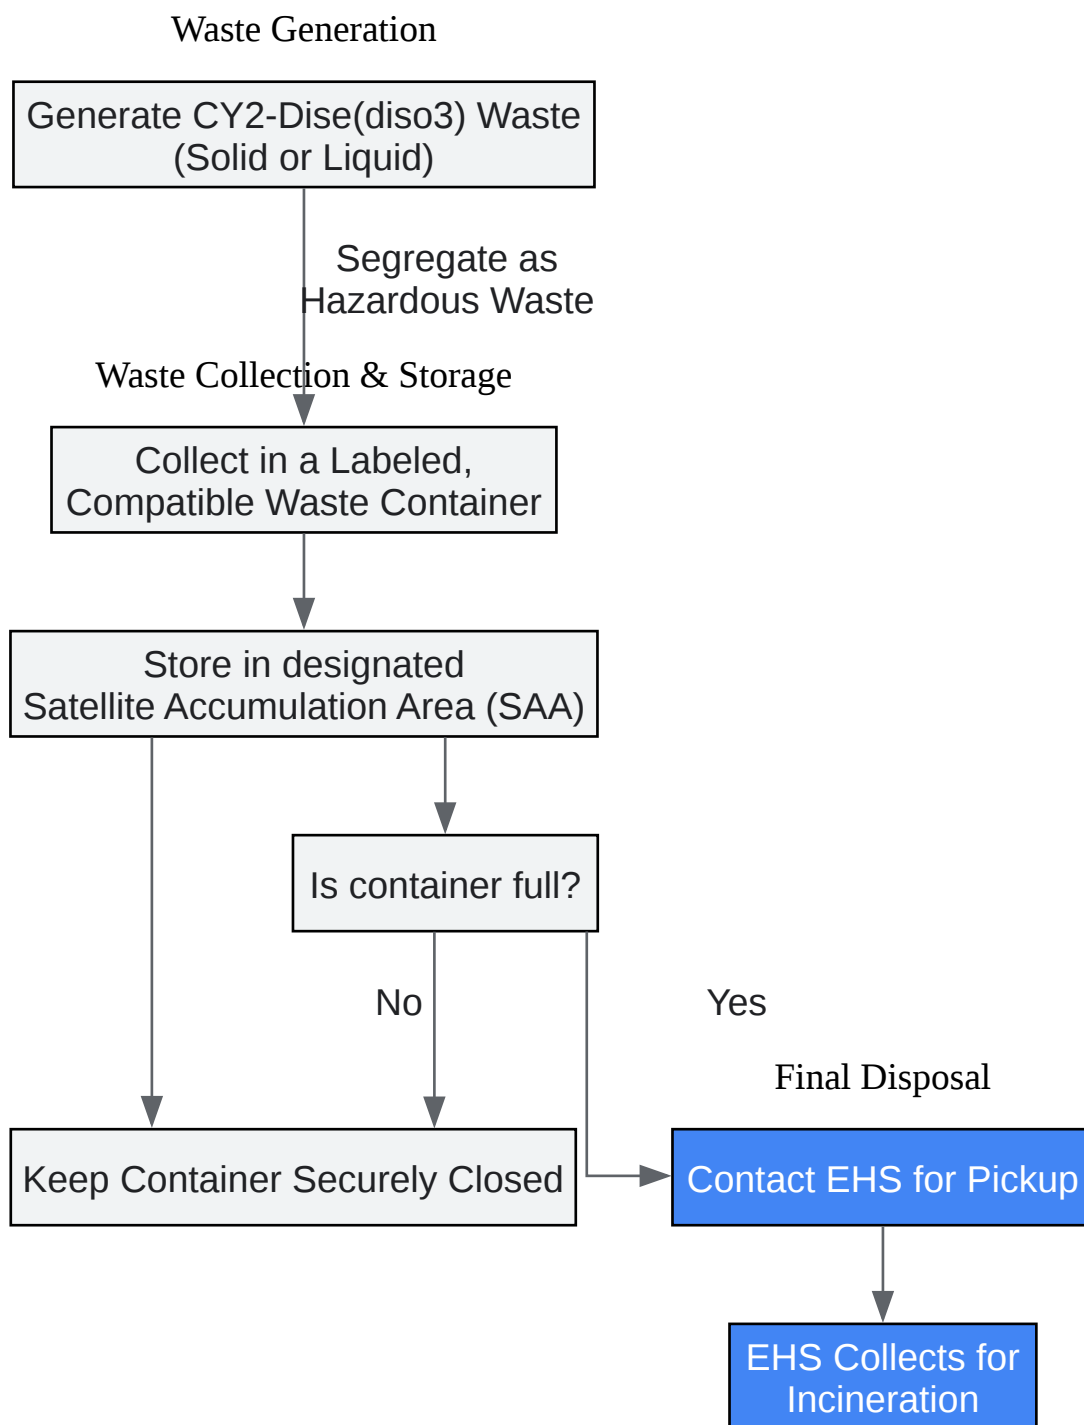 Waste Generation
Generate CY2-Dise(diso3) Waste
(Solid or Liquid)
Segregate as
Hazardous Waste
Waste Collection & Storage
Collect in a Labeled,
Compatible Waste Container
Store in designated
Satellite Accumulation Area (SAA)
Is container full?
No
Yes
Final Disposal
Keep Container Securely Closed
Contact EHS for Pickup
EHS Collects for
Incineration